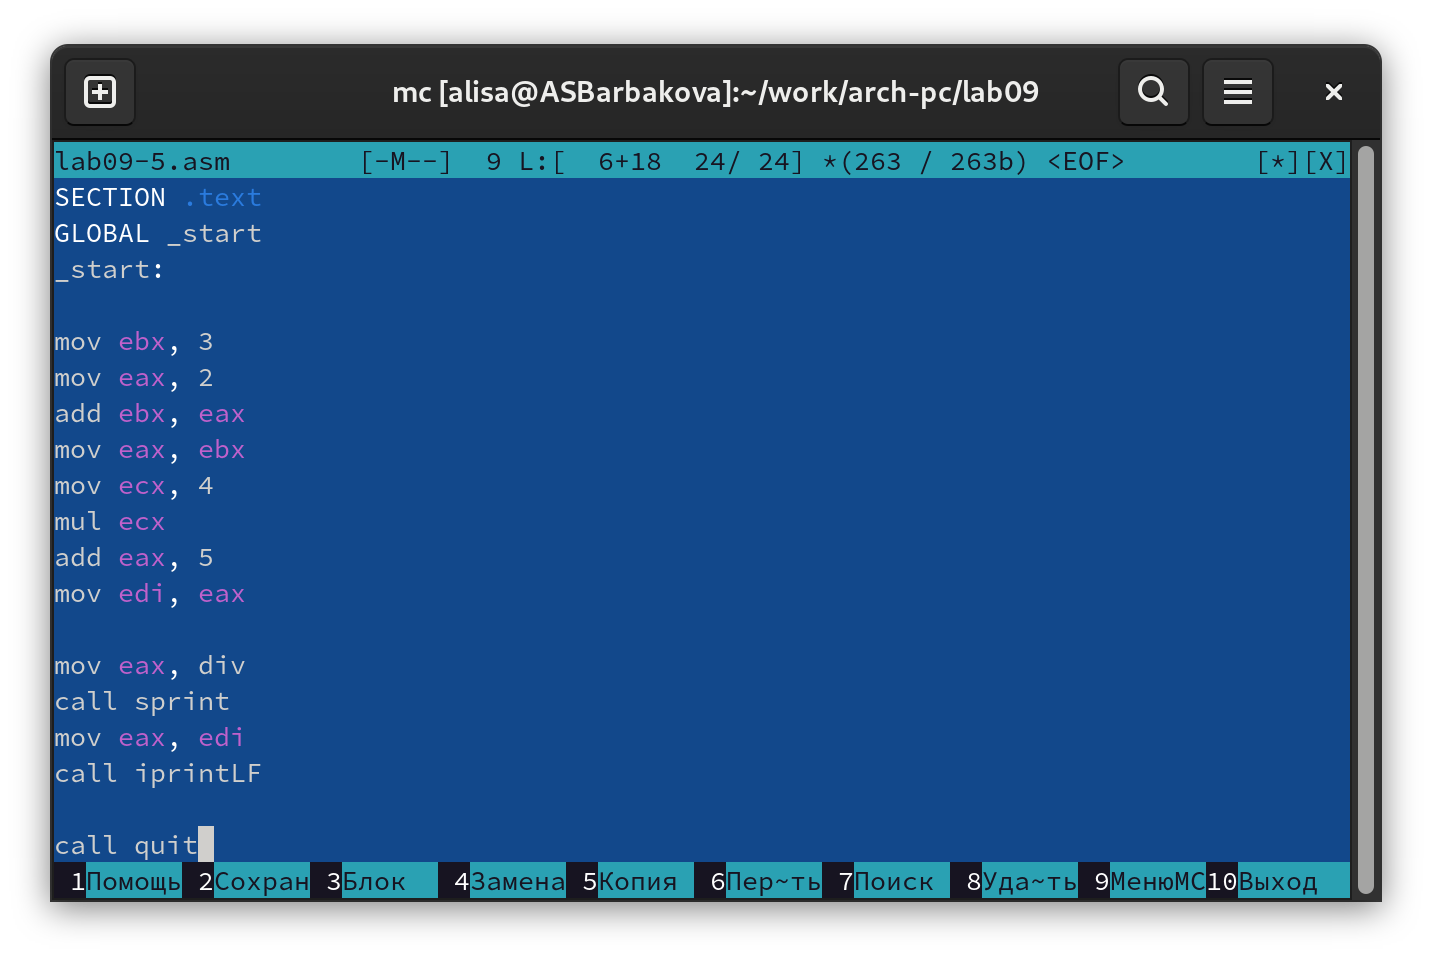 mc [alisa@ASBarbakova]:~/work/arch-pc/lab09
lab09-5.asm [-M--] 9 L:[ 6+18 24/ 24] *(263 / 263b) <EOF> [*][X]
SECTION .text
GLOBAL _start
_start:
mov ebx, 3
mov eax, 2
add ebx, eax
mov eax, ebx
mov ecx, 4
mul ecx
add eax, 5
mov edi, eax
mov eax, div
call sprint
mov eax, edi
call iprintLF
call quit
1Помощь 2Сохран 3Блок 4Замена 5Копия 6Пер~ть 7Поиск 8Уда~ть 9МенюMC10Выход